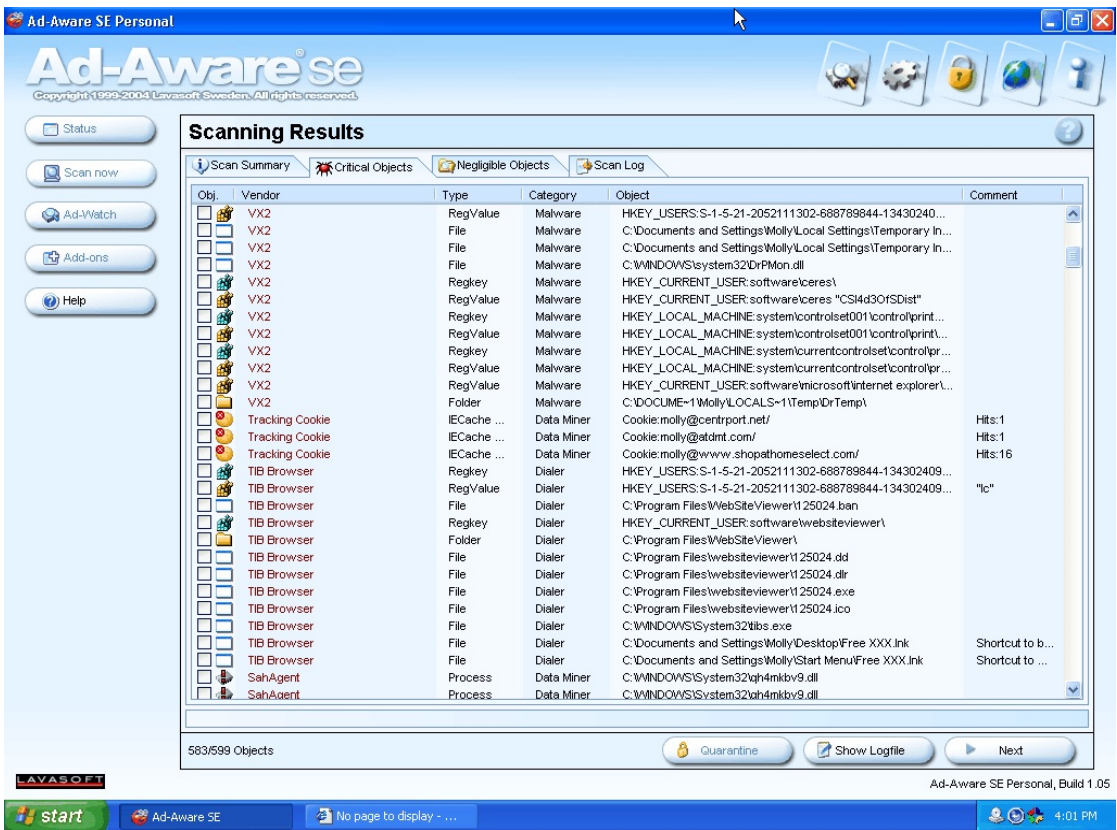 Ad-Aware SE Personal
Ad-Aware SE
Copyright 1999-2004 Lavasoft Sweden. All rights reserved.
Status
Scan now
Ad-Watch
Add-ons
Help
Scanning Results
Scan Summary Critical Objects Negligible Objects Scan Log
Obj. Vendor Type Category Object Comment
VX2 RegValue Malware HKEY_USERS:S-1-5-21-2052111302-688789844-13430240...
VX2 File Malware C:\Documents and Settings\Molly\Local Settings\Temporary In...
VX2 File Malware C:\Documents and Settings\Molly\Local Settings\Temporary In...
VX2 File Malware C:\WINDOWS\system32\DrPMon.dll
VX2 Regkey Malware HKEY_CURRENT_USER:software\ceres\
VX2 RegValue Malware HKEY_CURRENT_USER:software\ceres "CSI4d3OfSDist"
VX2 Regkey Malware HKEY_LOCAL_MACHINE:system\controlset001\control\print...
VX2 RegValue Malware HKEY_LOCAL_MACHINE:system\controlset001\control\print\...
VX2 Regkey Malware HKEY_LOCAL_MACHINE:system\currentcontrolset\control\pr...
VX2 RegValue Malware HKEY_LOCAL_MACHINE:system\currentcontrolset\control\pr...
VX2 RegValue Malware HKEY_CURRENT_USER:software\microsoft\internet explorer\...
VX2 Folder Malware C:\DOCUME~1\Molly\LOCALS~1\Temp\DrTemp\
Tracking Cookie IECache ... Data Miner Cookie:molly@centrport.net/ Hits:1
Tracking Cookie IECache ... Data Miner Cookie:molly@atdmt.com/ Hits:1
Tracking Cookie IECache ... Data Miner Cookie:molly@www.shopathomeselect.com/ Hits:16
TIB Browser Regkey Dialer HKEY_USERS:S-1-5-21-2052111302-688789844-134302409...
TIB Browser RegValue Dialer HKEY_USERS:S-1-5-21-2052111302-688789844-134302409... "lc"
TIB Browser File Dialer C:\Program Files\WebSiteViewer\125024.ban
TIB Browser Regkey Dialer HKEY_CURRENT_USER:software\websiteviewer\
TIB Browser Folder Dialer C:\Program Files\WebSiteViewer\
TIB Browser File Dialer C:\Program Files\websiteviewer\125024.dd
TIB Browser File Dialer C:\Program Files\websiteviewer\125024.dlr
TIB Browser File Dialer C:\Program Files\websiteviewer\125024.exe
TIB Browser File Dialer C:\Program Files\websiteviewer\125024.ico
TIB Browser File Dialer C:\WINDOWS\System32\tibs.exe
TIB Browser File Dialer C:\Documents and Settings\Molly\Desktop\Free XXX.lnk Shortcut to b...
TIB Browser File Dialer C:\Documents and Settings\Molly\Start Menu\Free XXX.lnk Shortcut to ...
SahAgent Process Data Miner C:\WINDOWS\System32\qh4mkbv9.dll
SahAgent Process Data Miner C:\WINDOWS\System32\qh4mkbv9.dll
583/599 Objects
Quarantine Show Logfile Next
LAVASOFT
Ad-Aware SE Personal, Build 1.05
start Ad-Aware SE No page to display - ... 4:01 PM